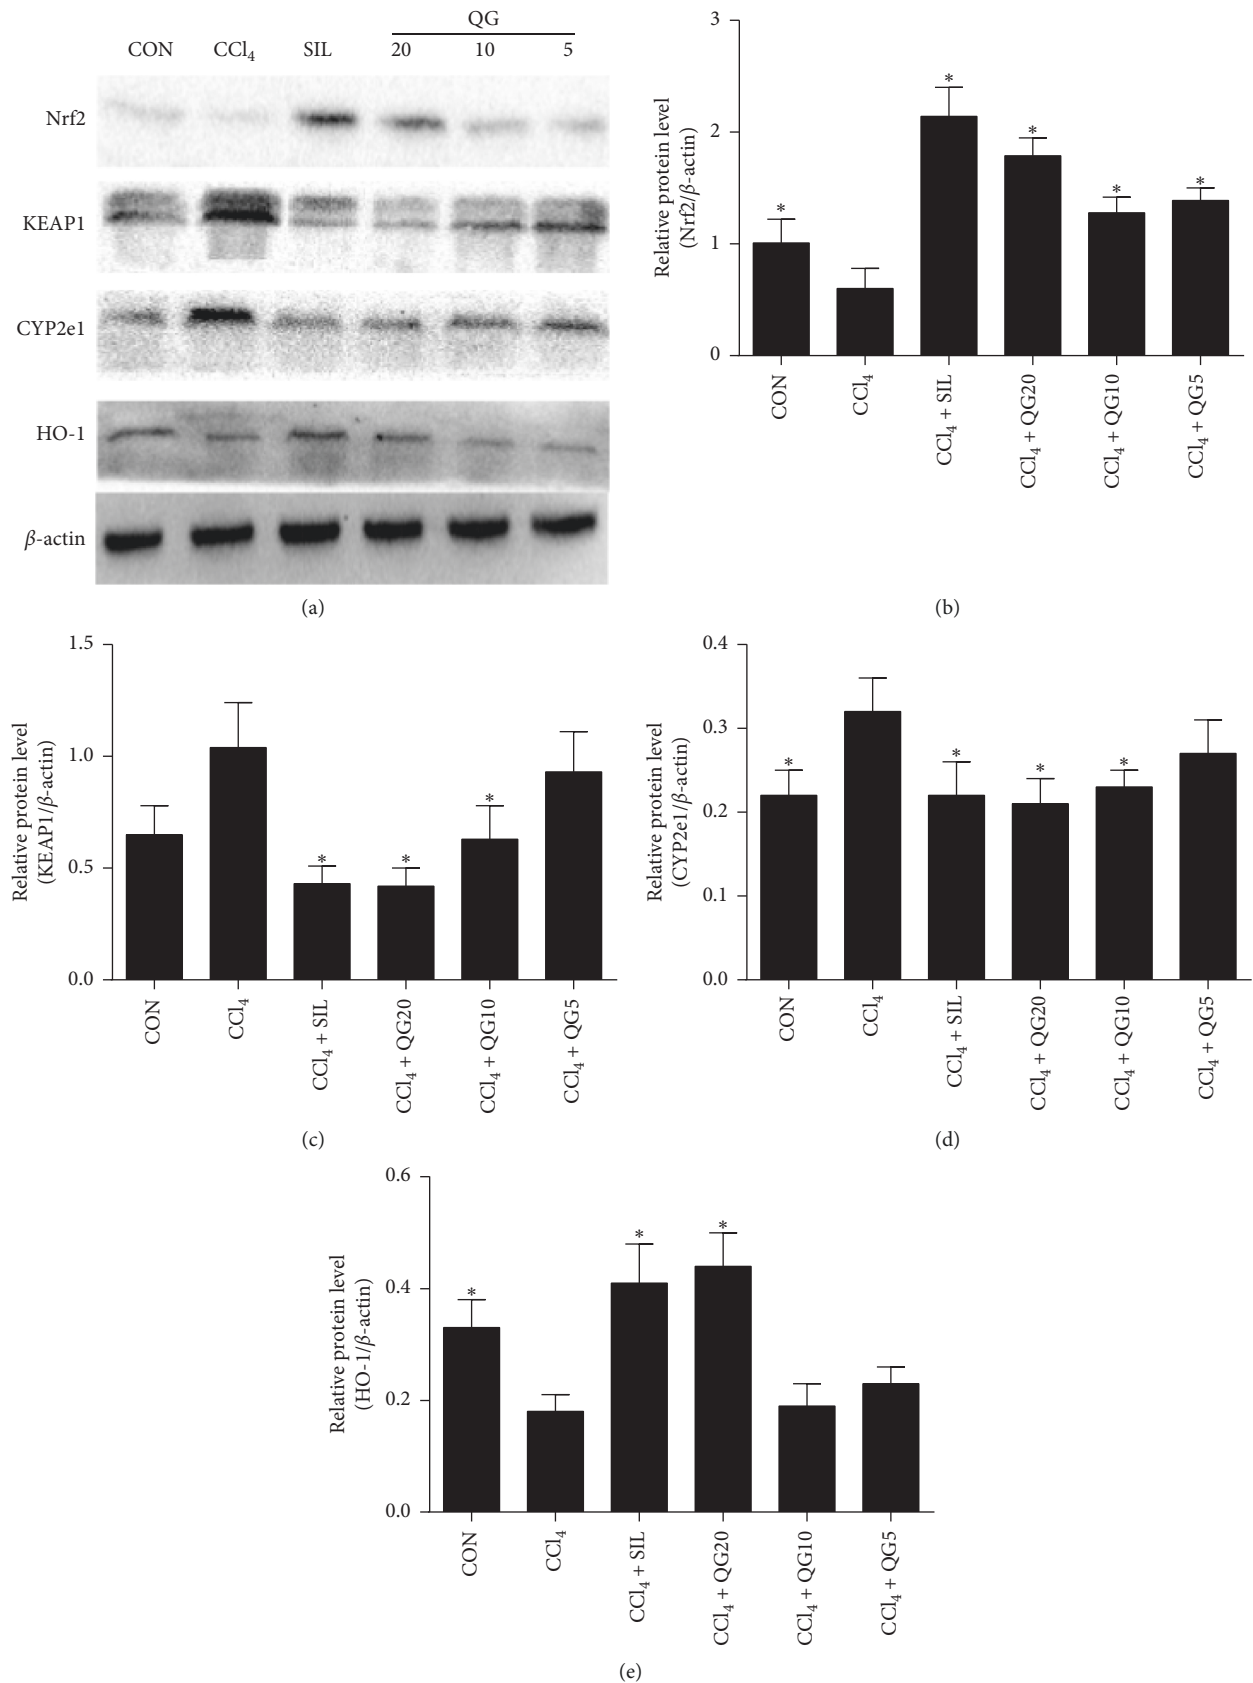 QG
CON CCl4 SIL 20 10 5
Nrf2
KEAP1
CYP2e1
HO-1
β-actin
(a)
Relative protein level
(Nrf2/β-actin)
3
2
1
0
* * * * *
CON
CCl4
CCl4 + SIL
CCl4 + QG20
CCl4 + QG10
CCl4 + QG5
(b)
Relative protein level
(KEAP1/β-actin)
1.5
1.0
0.5
0.0
* * *
CON
CCl4
CCl4 + SIL
CCl4 + QG20
CCl4 + QG10
CCl4 + QG5
(c)
Relative protein level
(CYP2e1/β-actin)
0.4
0.3
0.2
0.1
0.0
* * * *
CON
CCl4
CCl4 + SIL
CCl4 + QG20
CCl4 + QG10
CCl4 + QG5
(d)
Relative protein level
(HO-1/β-actin)
0.6
0.4
0.2
0.0
* * *
CON
CCl4
CCl4 + SIL
CCl4 + QG20
CCl4 + QG10
CCl4 + QG5
(e)